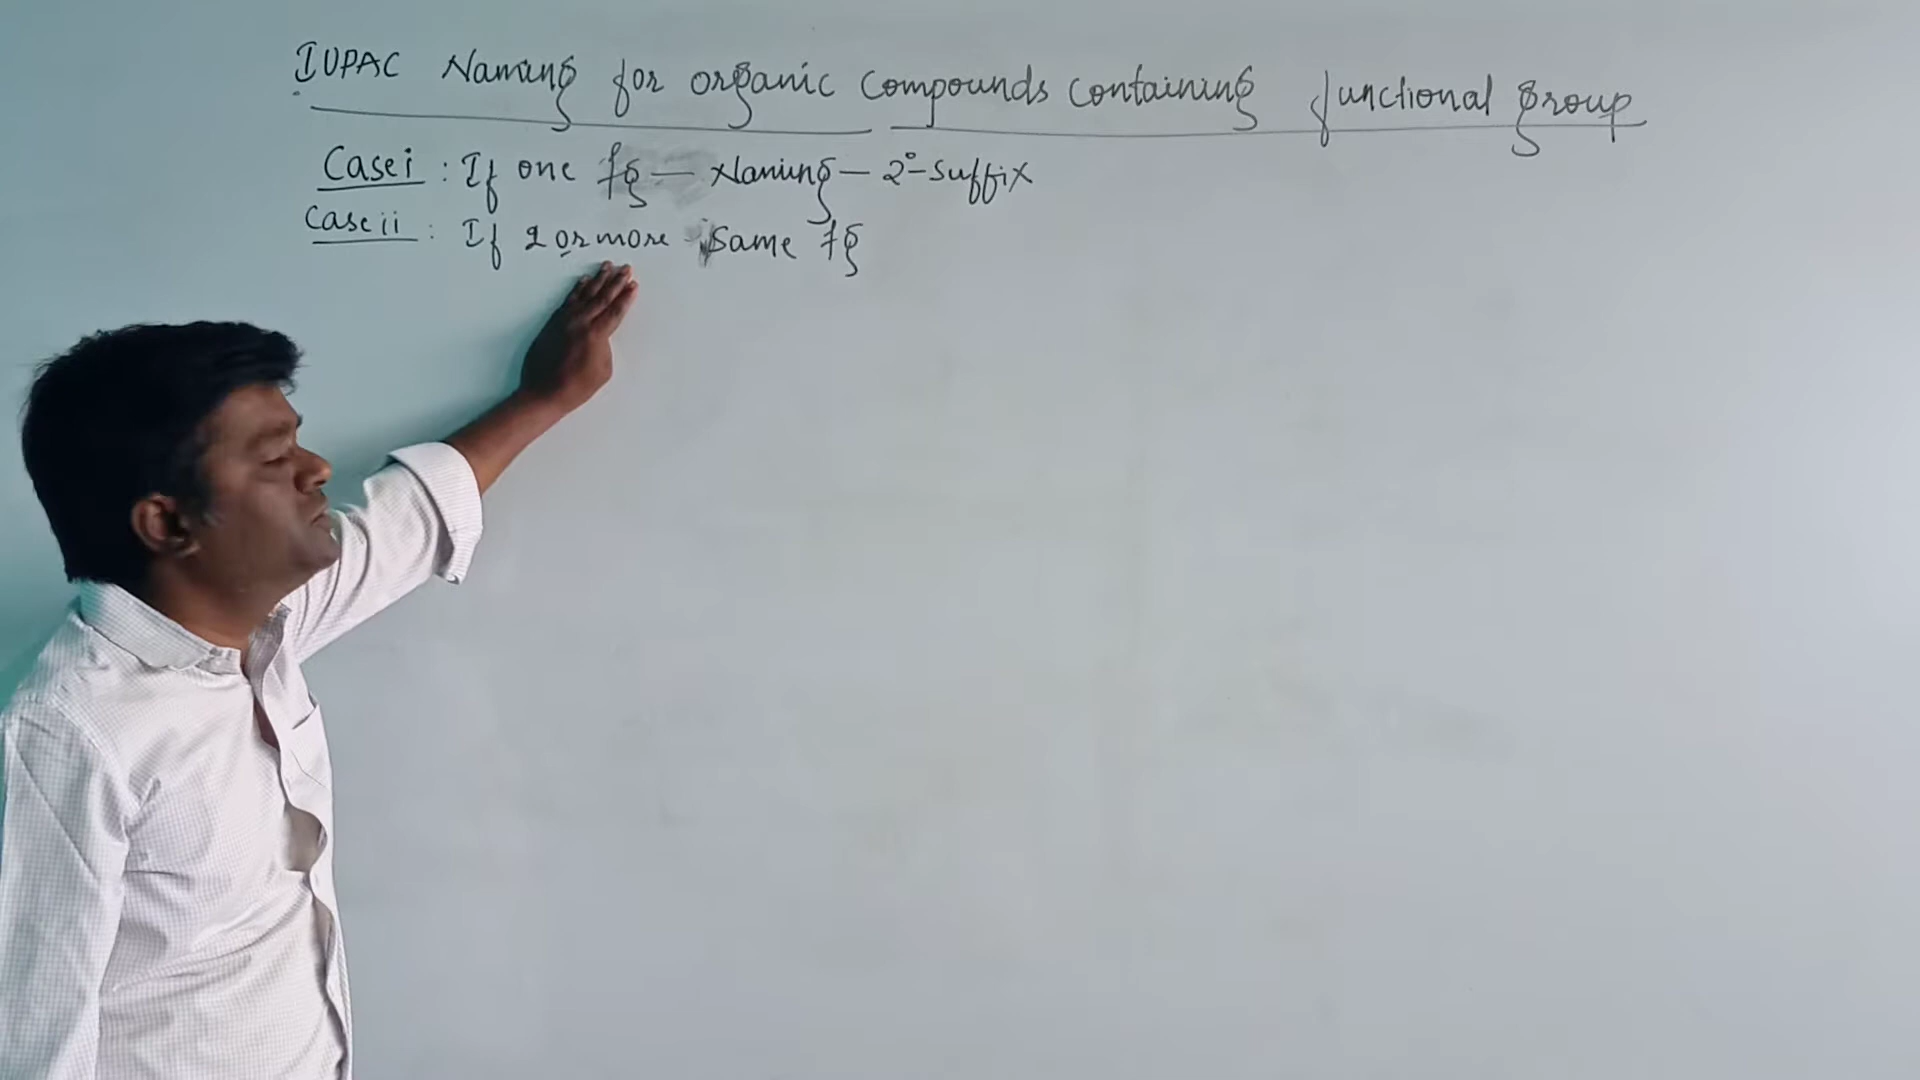 IUPAC Naming for organic compounds containing functional group
Case i : If one fg — Naming — 2°-suffix
Case ii : If 2 or more same fg